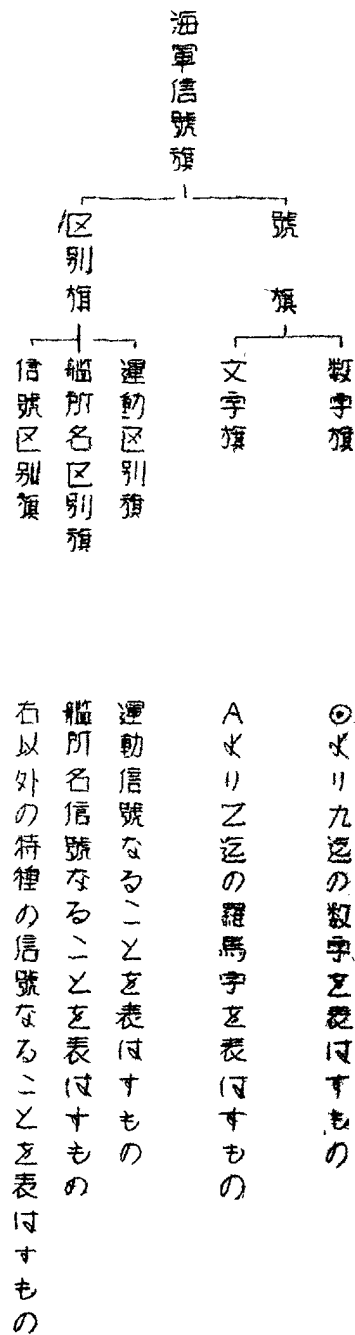 海軍信號旗
號旗
数字旗
⊙より九迄の数字を表はすもの
文字旗
AよりZ迄の羅馬字を表はすもの
区別旗
運動区別旗
運動信號なることを表はすもの
艦所名区別旗
艦所名信號なることを表はすもの
信號区別旗
右以外の特種の信號なることを表はすもの